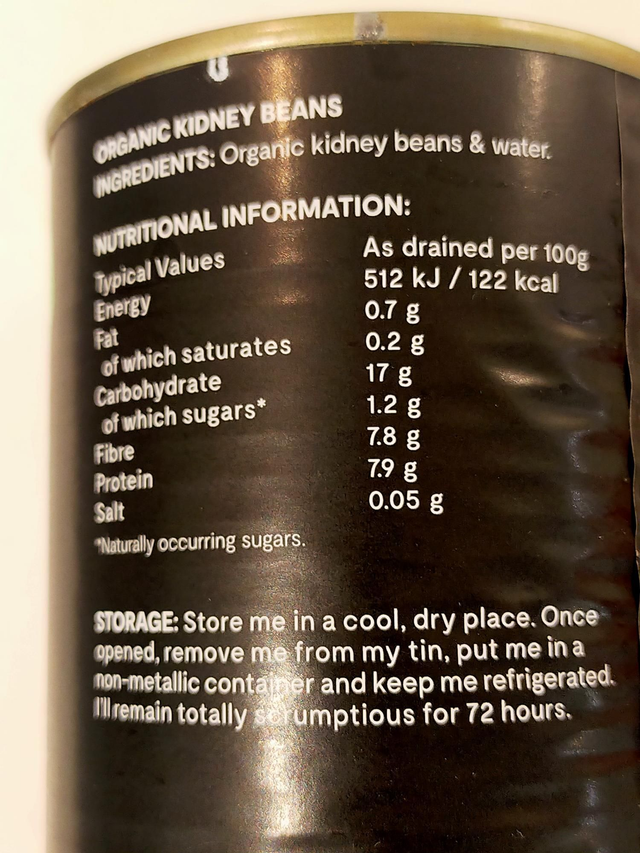 ORGANIC KIDNEY BEANS
INGREDIENTS: Organic kidney beans & water.
NUTRITIONAL INFORMATION:
Typical Values As drained per 100g
Energy 512 kJ / 122 kcal
Fat 0.7 g
of which saturates 0.2 g
Carbohydrate 17 g
of which sugars* 1.2 g
Fibre 7.8 g
Protein 7.9 g
Salt 0.05 g
*Naturally occurring sugars.
STORAGE: Store me in a cool, dry place. Once
opened, remove me from my tin, put me in a
non-metallic container and keep me refrigerated.
I'll remain totally scrumptious for 72 hours.